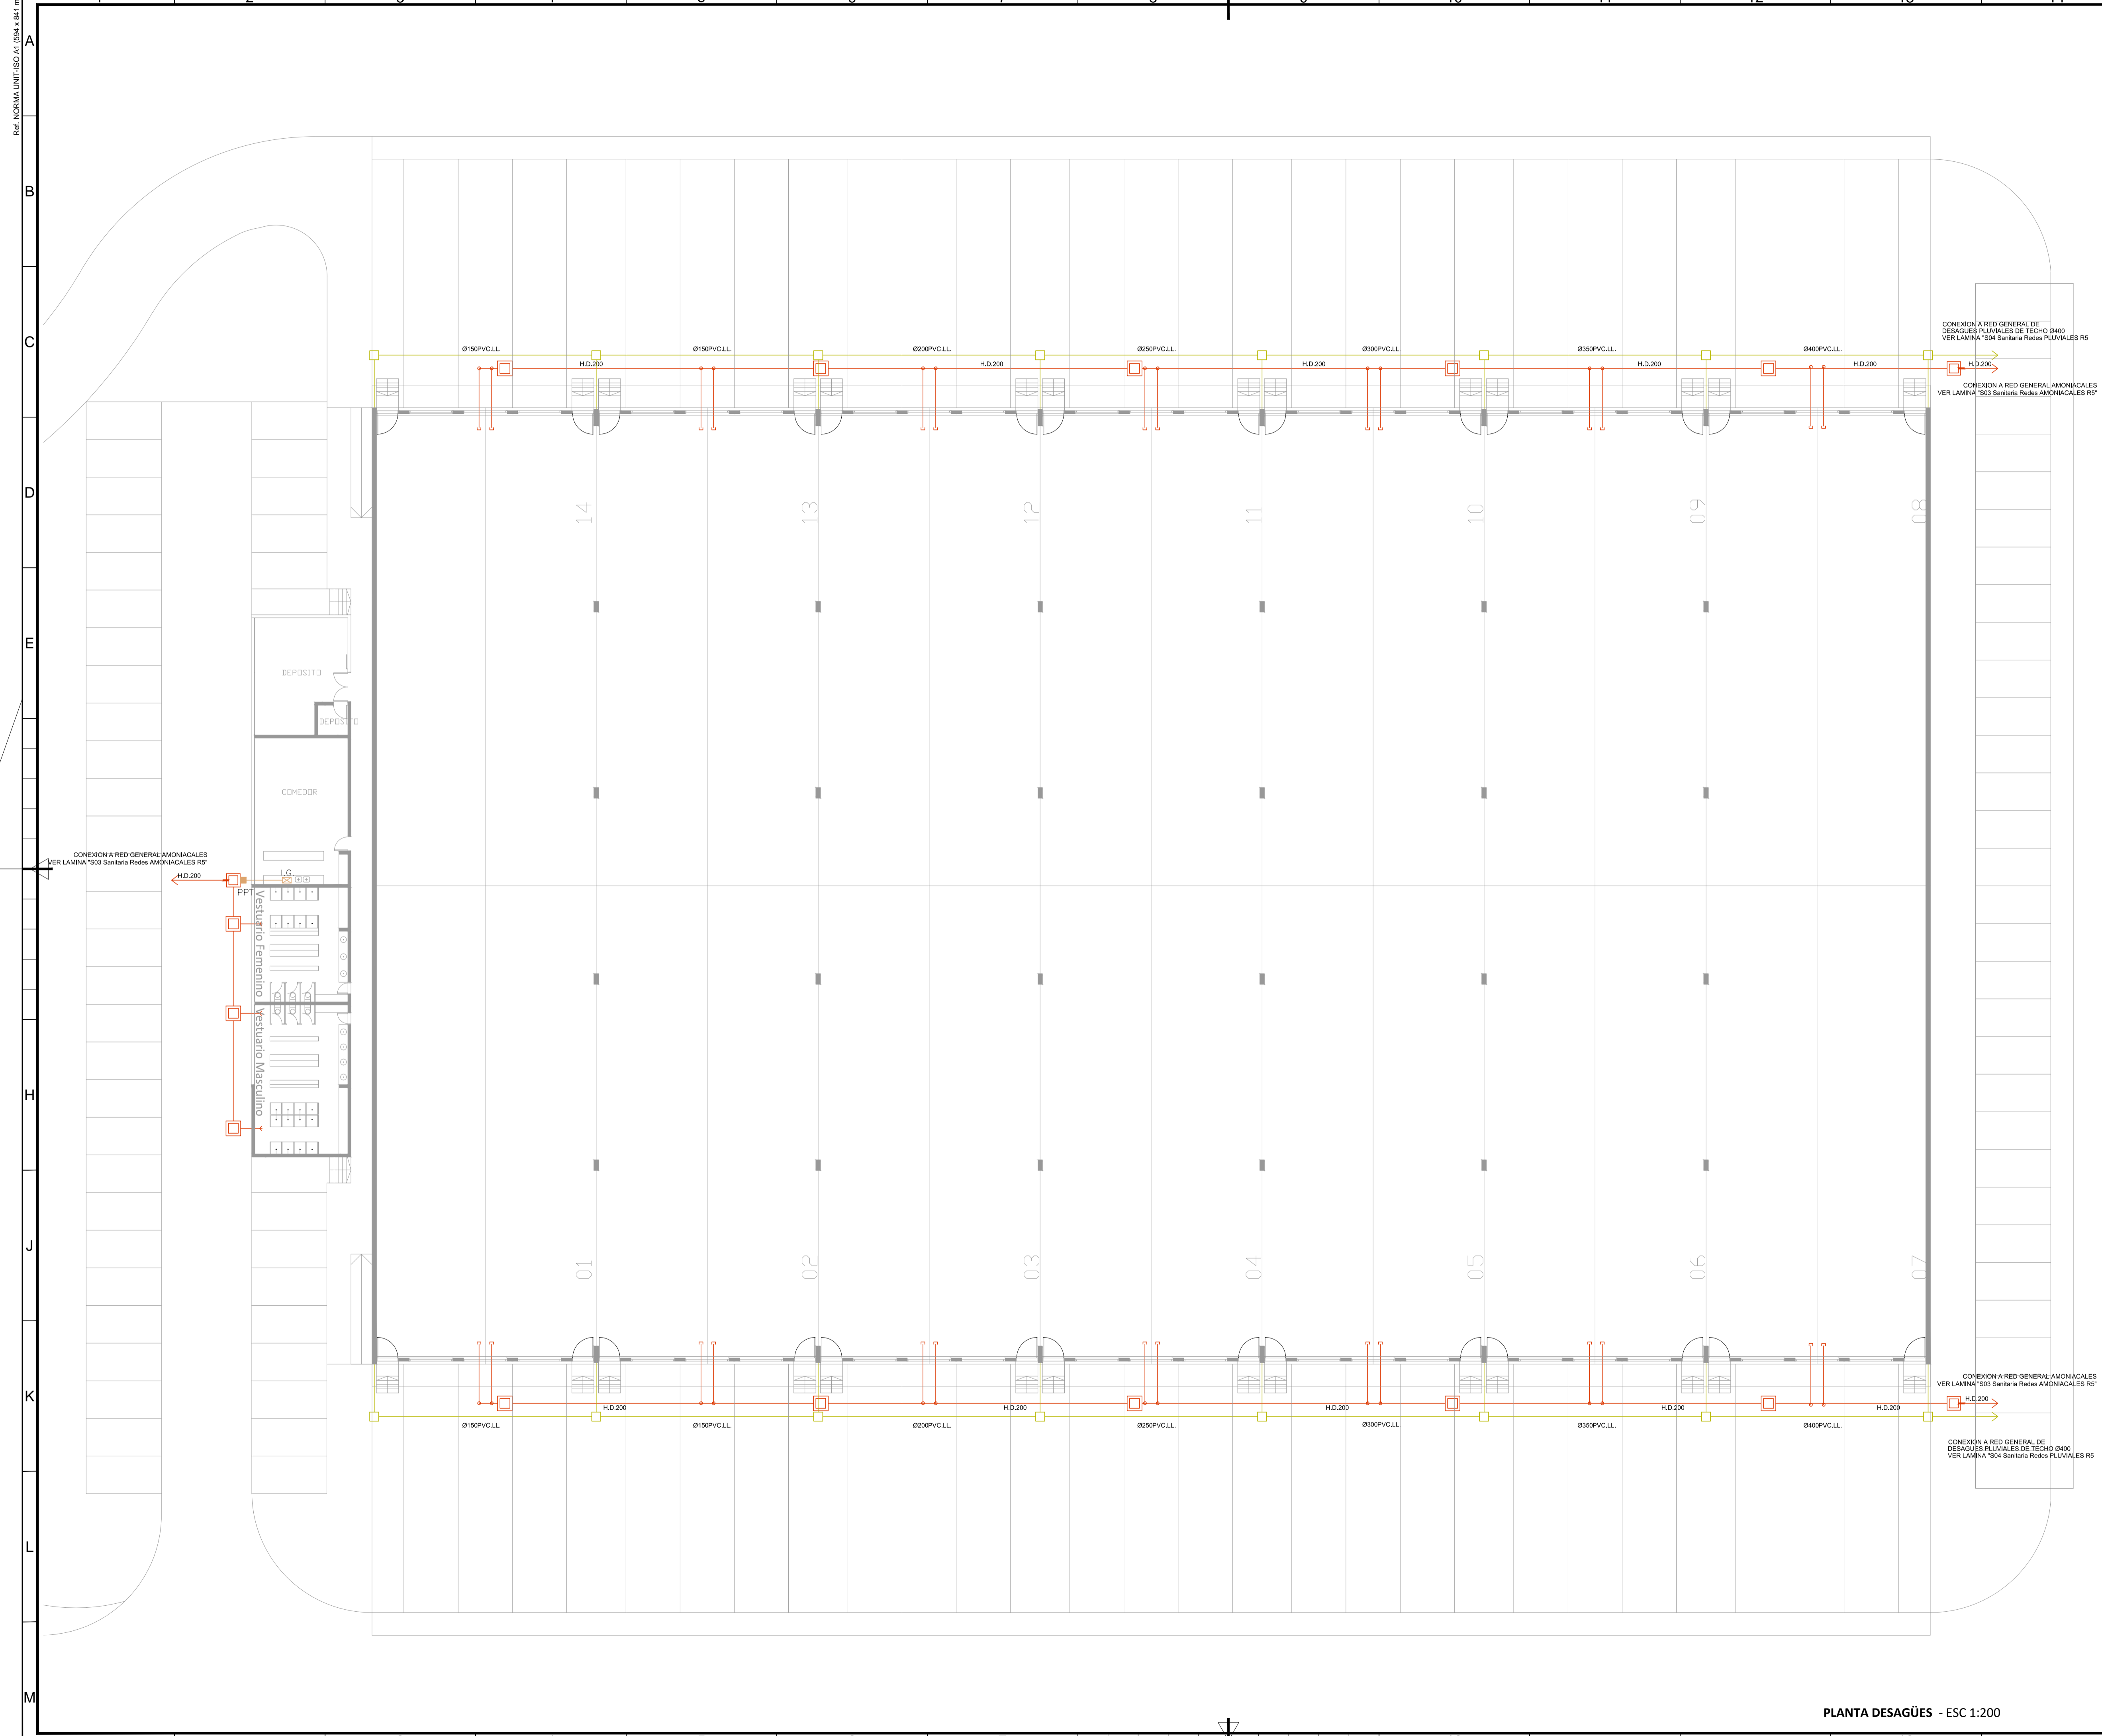 Ref. NORMA UNIT-ISO A1 (594 x 841 m
A
B
C
D
E
H
J
K
L
M
Ø150PVC.LL.
Ø150PVC.LL.
Ø200PVC.LL.
Ø250PVC.LL.
Ø300PVC.LL.
Ø350PVC.LL.
Ø400PVC.LL.
CONEXION A RED GENERAL DE
DESAGUES PLUVIALES DE TECHO Ø400
VER LAMINA "S04 Sanitaria Redes PLUVIALES R5
H.D.200
H.D.200
H.D.200
H.D.200
H.D.200
H.D.200
CONEXION A RED GENERAL AMONIACALES
VER LAMINA "S03 Sanitaria Redes AMONIACALES R5"
14
13
12
11
10
09
08
DEPOSITO
DEPOSITO
COMEDOR
CONEXION A RED GENERAL AMONIACALES
VER LAMINA "S03 Sanitaria Redes AMONIACALES R5"
H.D.200
I.G.
PPT
Vestuario Femenino
Vestuario Masculino
01
02
03
04
05
06
07
CONEXION A RED GENERAL AMONIACALES
VER LAMINA "S03 Sanitaria Redes AMONIACALES R5"
H.D.200
H.D.200
H.D.200
H.D.200
H.D.200
H.D.200
Ø150PVC.LL.
Ø150PVC.LL.
Ø200PVC.LL.
Ø250PVC.LL.
Ø300PVC.LL.
Ø350PVC.LL.
Ø400PVC.LL.
CONEXION A RED GENERAL DE
DESAGUES PLUVIALES DE TECHO Ø400
VER LAMINA "S04 Sanitaria Redes PLUVIALES R5
PLANTA DESAGÜES - ESC 1:200